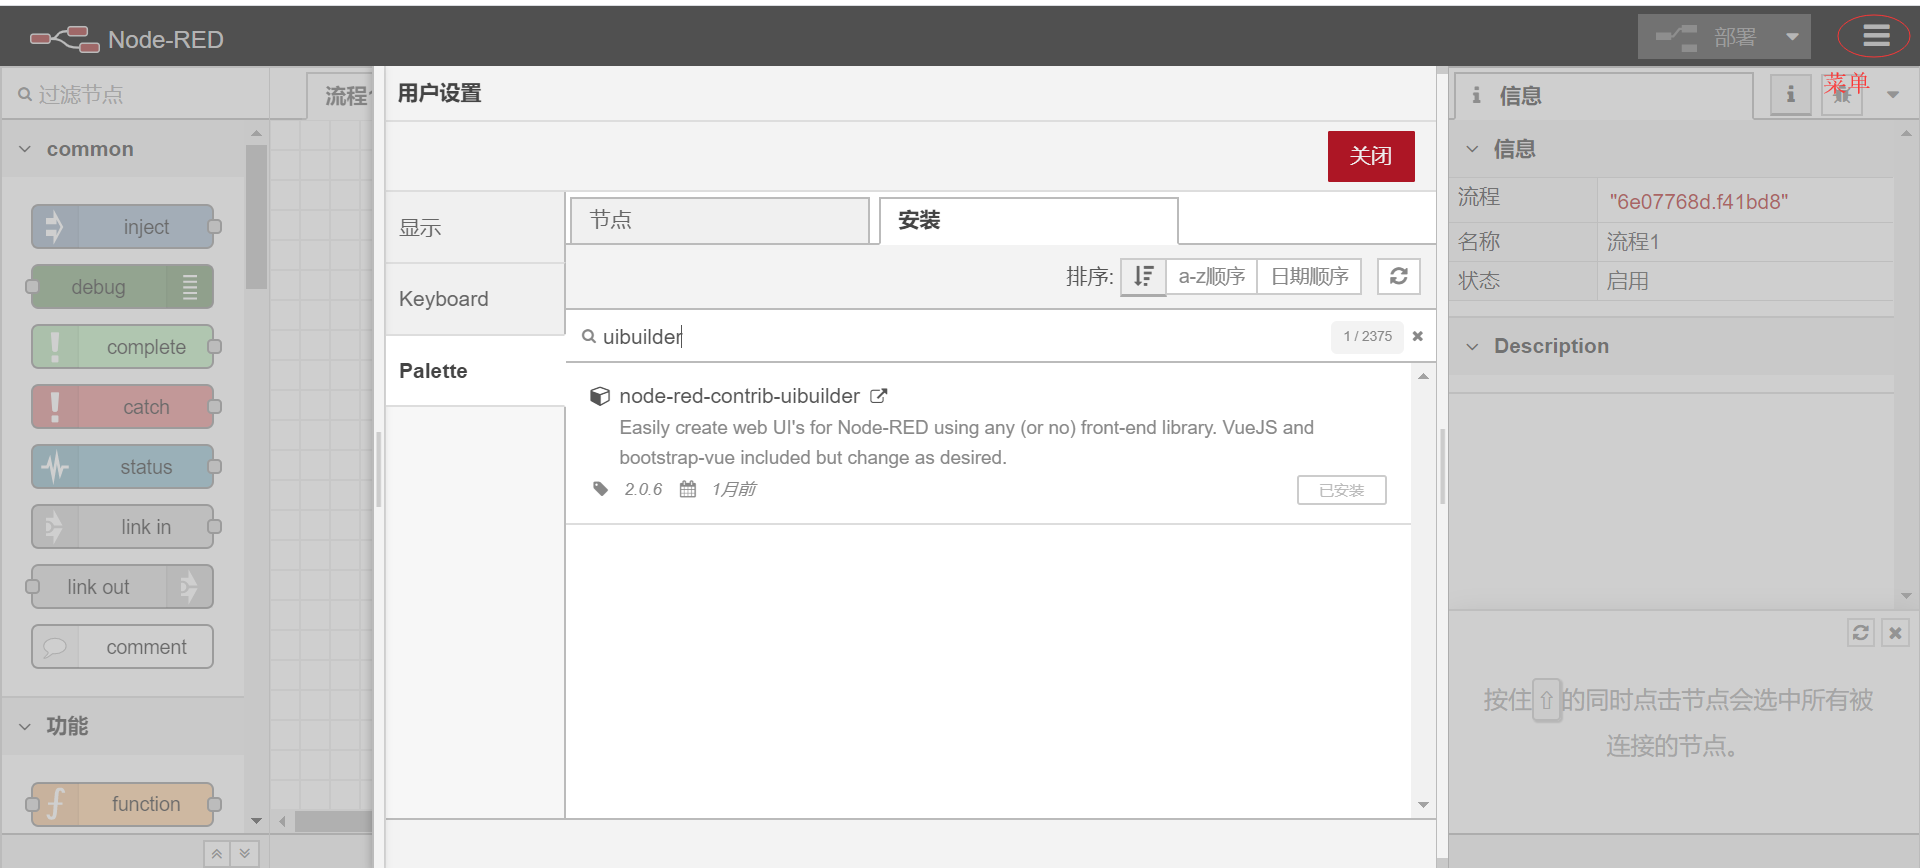 Node-RED
部署
过滤节点
流程
用户设置
信息
菜单
common
关闭
信息
显示
节点
安装
流程
"6e07768d.f41bd8"
inject
名称
流程1
排序:
a-z顺序
日期顺序
状态
启用
debug
Keyboard
uibuilder
1 / 2375
complete
Description
Palette
node-red-contrib-uibuilder
catch
Easily create web UI's for Node-RED using any (or no) front-end library. VueJS and
bootstrap-vue included but change as desired.
status
2.0.6
1月前
已安装
link in
link out
comment
按住⇧的同时点击节点会选中所有被
连接的节点。
功能
function